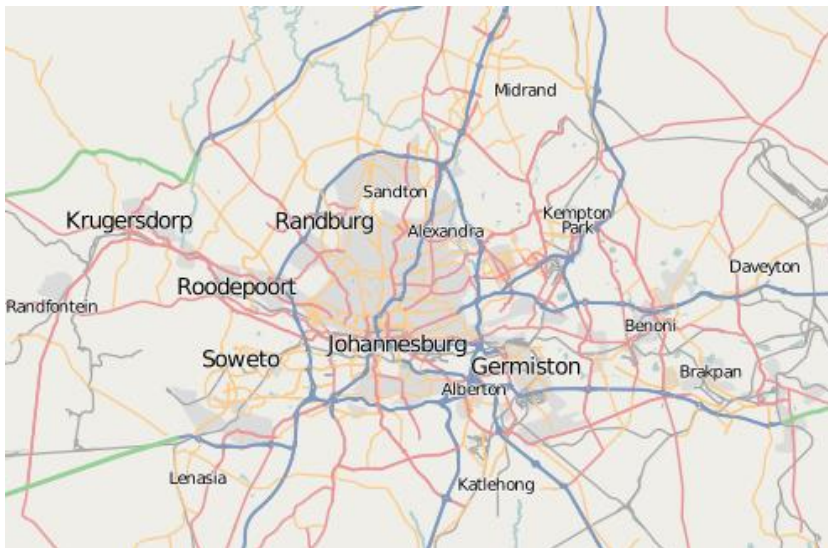 Midrand
Sandton
Krugersdorp
Randburg
Alexandra
Kempton
Park
Daveyton
Roodepoort
Randfontein
Benoni
Johannesburg
Soweto
Germiston
Brakpan
Alberton
Lenasia
Katlehong